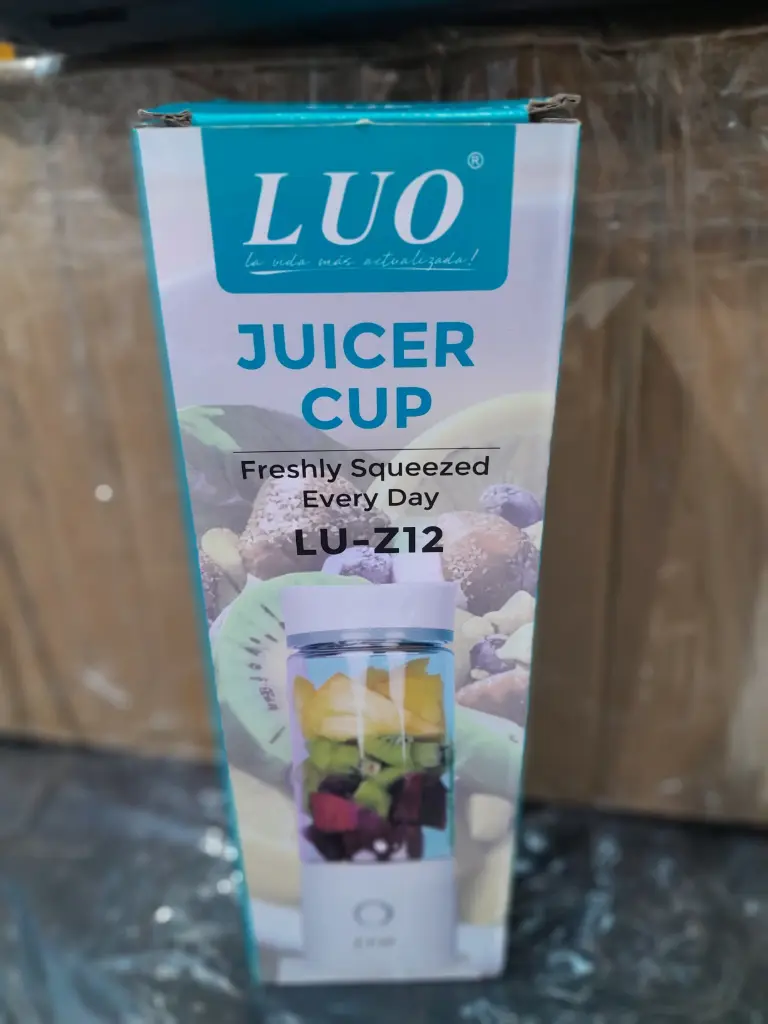 LUO®
la vida más actualizada!
JUICER
CUP
Freshly Squeezed
Every Day
LU-Z12